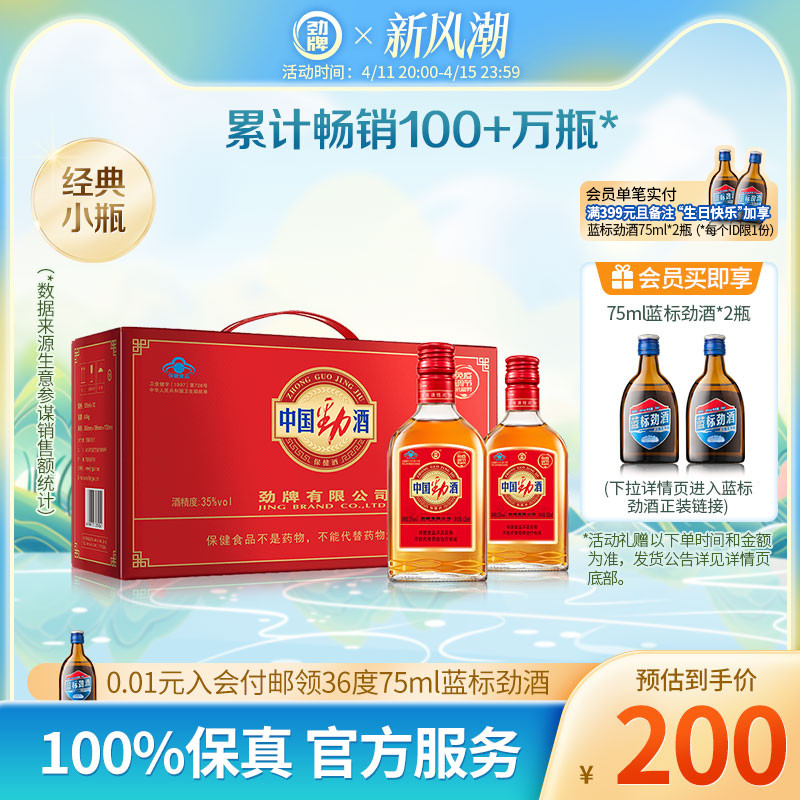 劲牌 × 新风潮
活动时间：4/11 20:00-4/15 23:59
累计畅销100+万瓶*
经典
小瓶
(*数据来源生意参谋销售额统计)
会员单笔实付
满399元且备注“生日快乐”加享
蓝标劲酒75ml*2瓶 (*每个ID限1份)
会员买即享
75ml蓝标劲酒*2瓶
蓝标劲酒
蓝标劲酒
(下拉详情页进入蓝标
劲酒正装链接)
*活动礼赠以下单时间和金额
为准，发货公告详见详情页
底部。
ZHONG GUO JING JIU
中国劲酒
保健酒
酒精度:35%vol
劲牌有限公司
JING BRAND CO.,LTD
保健食品不是药物，不能代替药物
中国劲酒
中国劲酒
蓝标劲酒
0.01元入会付邮领36度75ml蓝标劲酒
预估到手价
100%保真 官方服务
¥200